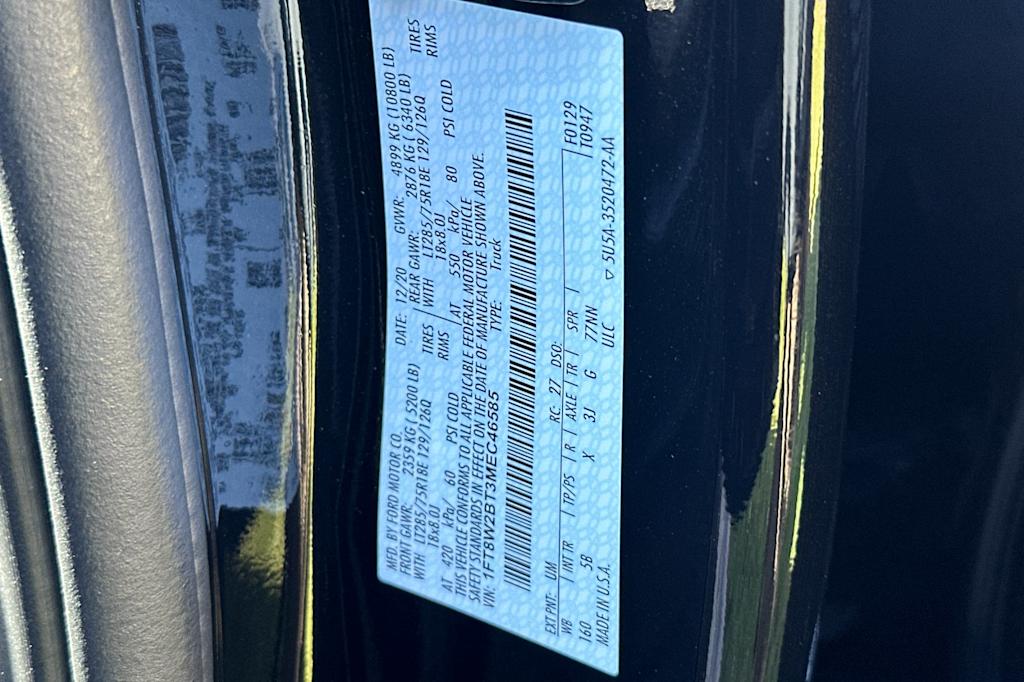 MFD. BY FORD MOTOR CO.
DATE: 12/20 GVWR: 4899 KG (10800 LB)
FRONT GAWR: 2359 KG (5200 LB) REAR GAWR: 2876 KG (6340 LB)
WITH LT285/75R18E 129/126Q TIRES WITH LT285/75R18E 129/126Q TIRES
18x8.0J RIMS 18x8.0J RIMS
AT 420 kPa/ 60 PSI COLD AT 550 kPa/ 80 PSI COLD
THIS VEHICLE CONFORMS TO ALL APPLICABLE FEDERAL MOTOR VEHICLE
SAFETY STANDARDS IN EFFECT ON THE DATE OF MANUFACTURE SHOWN ABOVE.
VIN: 1FT8W2BT3MEC46585 TYPE: Truck
EXT PNT: UM RC: 27 DSO: F0129
WB | INT TR | TP/PS | R | AXLE | TR | SPR | T0947
160 5B X 3J G 77NN
MADE IN U.S.A. ULC ▽ 5U5A-3520472-AA